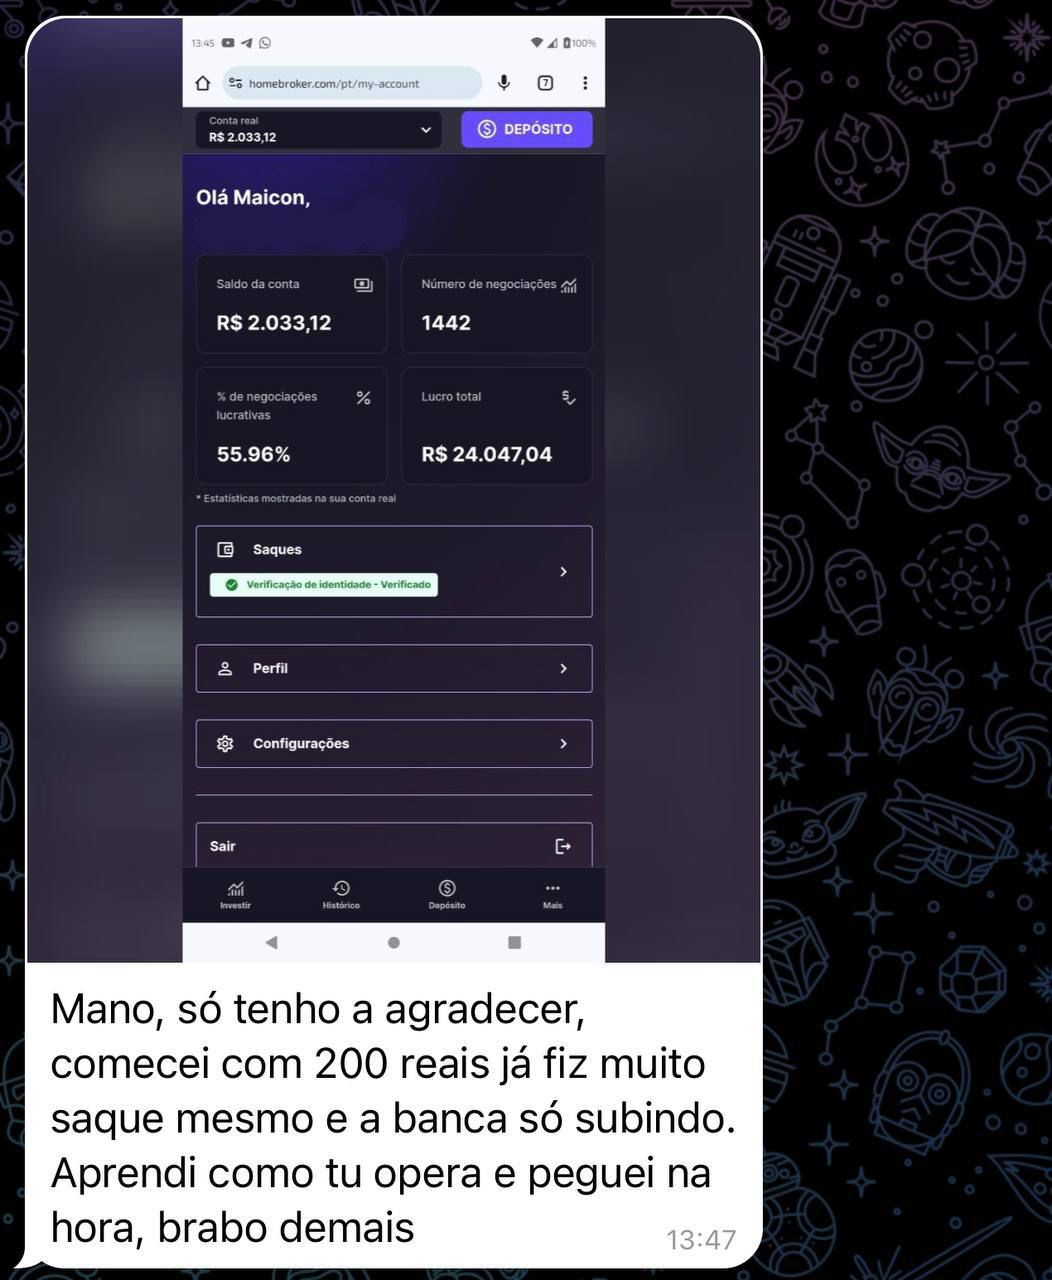 13:45
100%
homebroker.com/pt/my-account
7
Conta real
R$ 2.033,12
DEPÓSITO
Olá Maicon,
Saldo da conta
R$ 2.033,12
Número de negociações
1442
% de negociações
lucrativas
55.96%
Lucro total
R$ 24.047,04
* Estatísticas mostradas na sua conta real
Saques
Verificação de identidade - Verificado
Perfil
Configurações
Sair
Investir
Histórico
Depósito
Mais
Mano, só tenho a agradecer,
comecei com 200 reais já fiz muito
saque mesmo e a banca só subindo.
Aprendi como tu opera e peguei na
hora, brabo demais
13:47